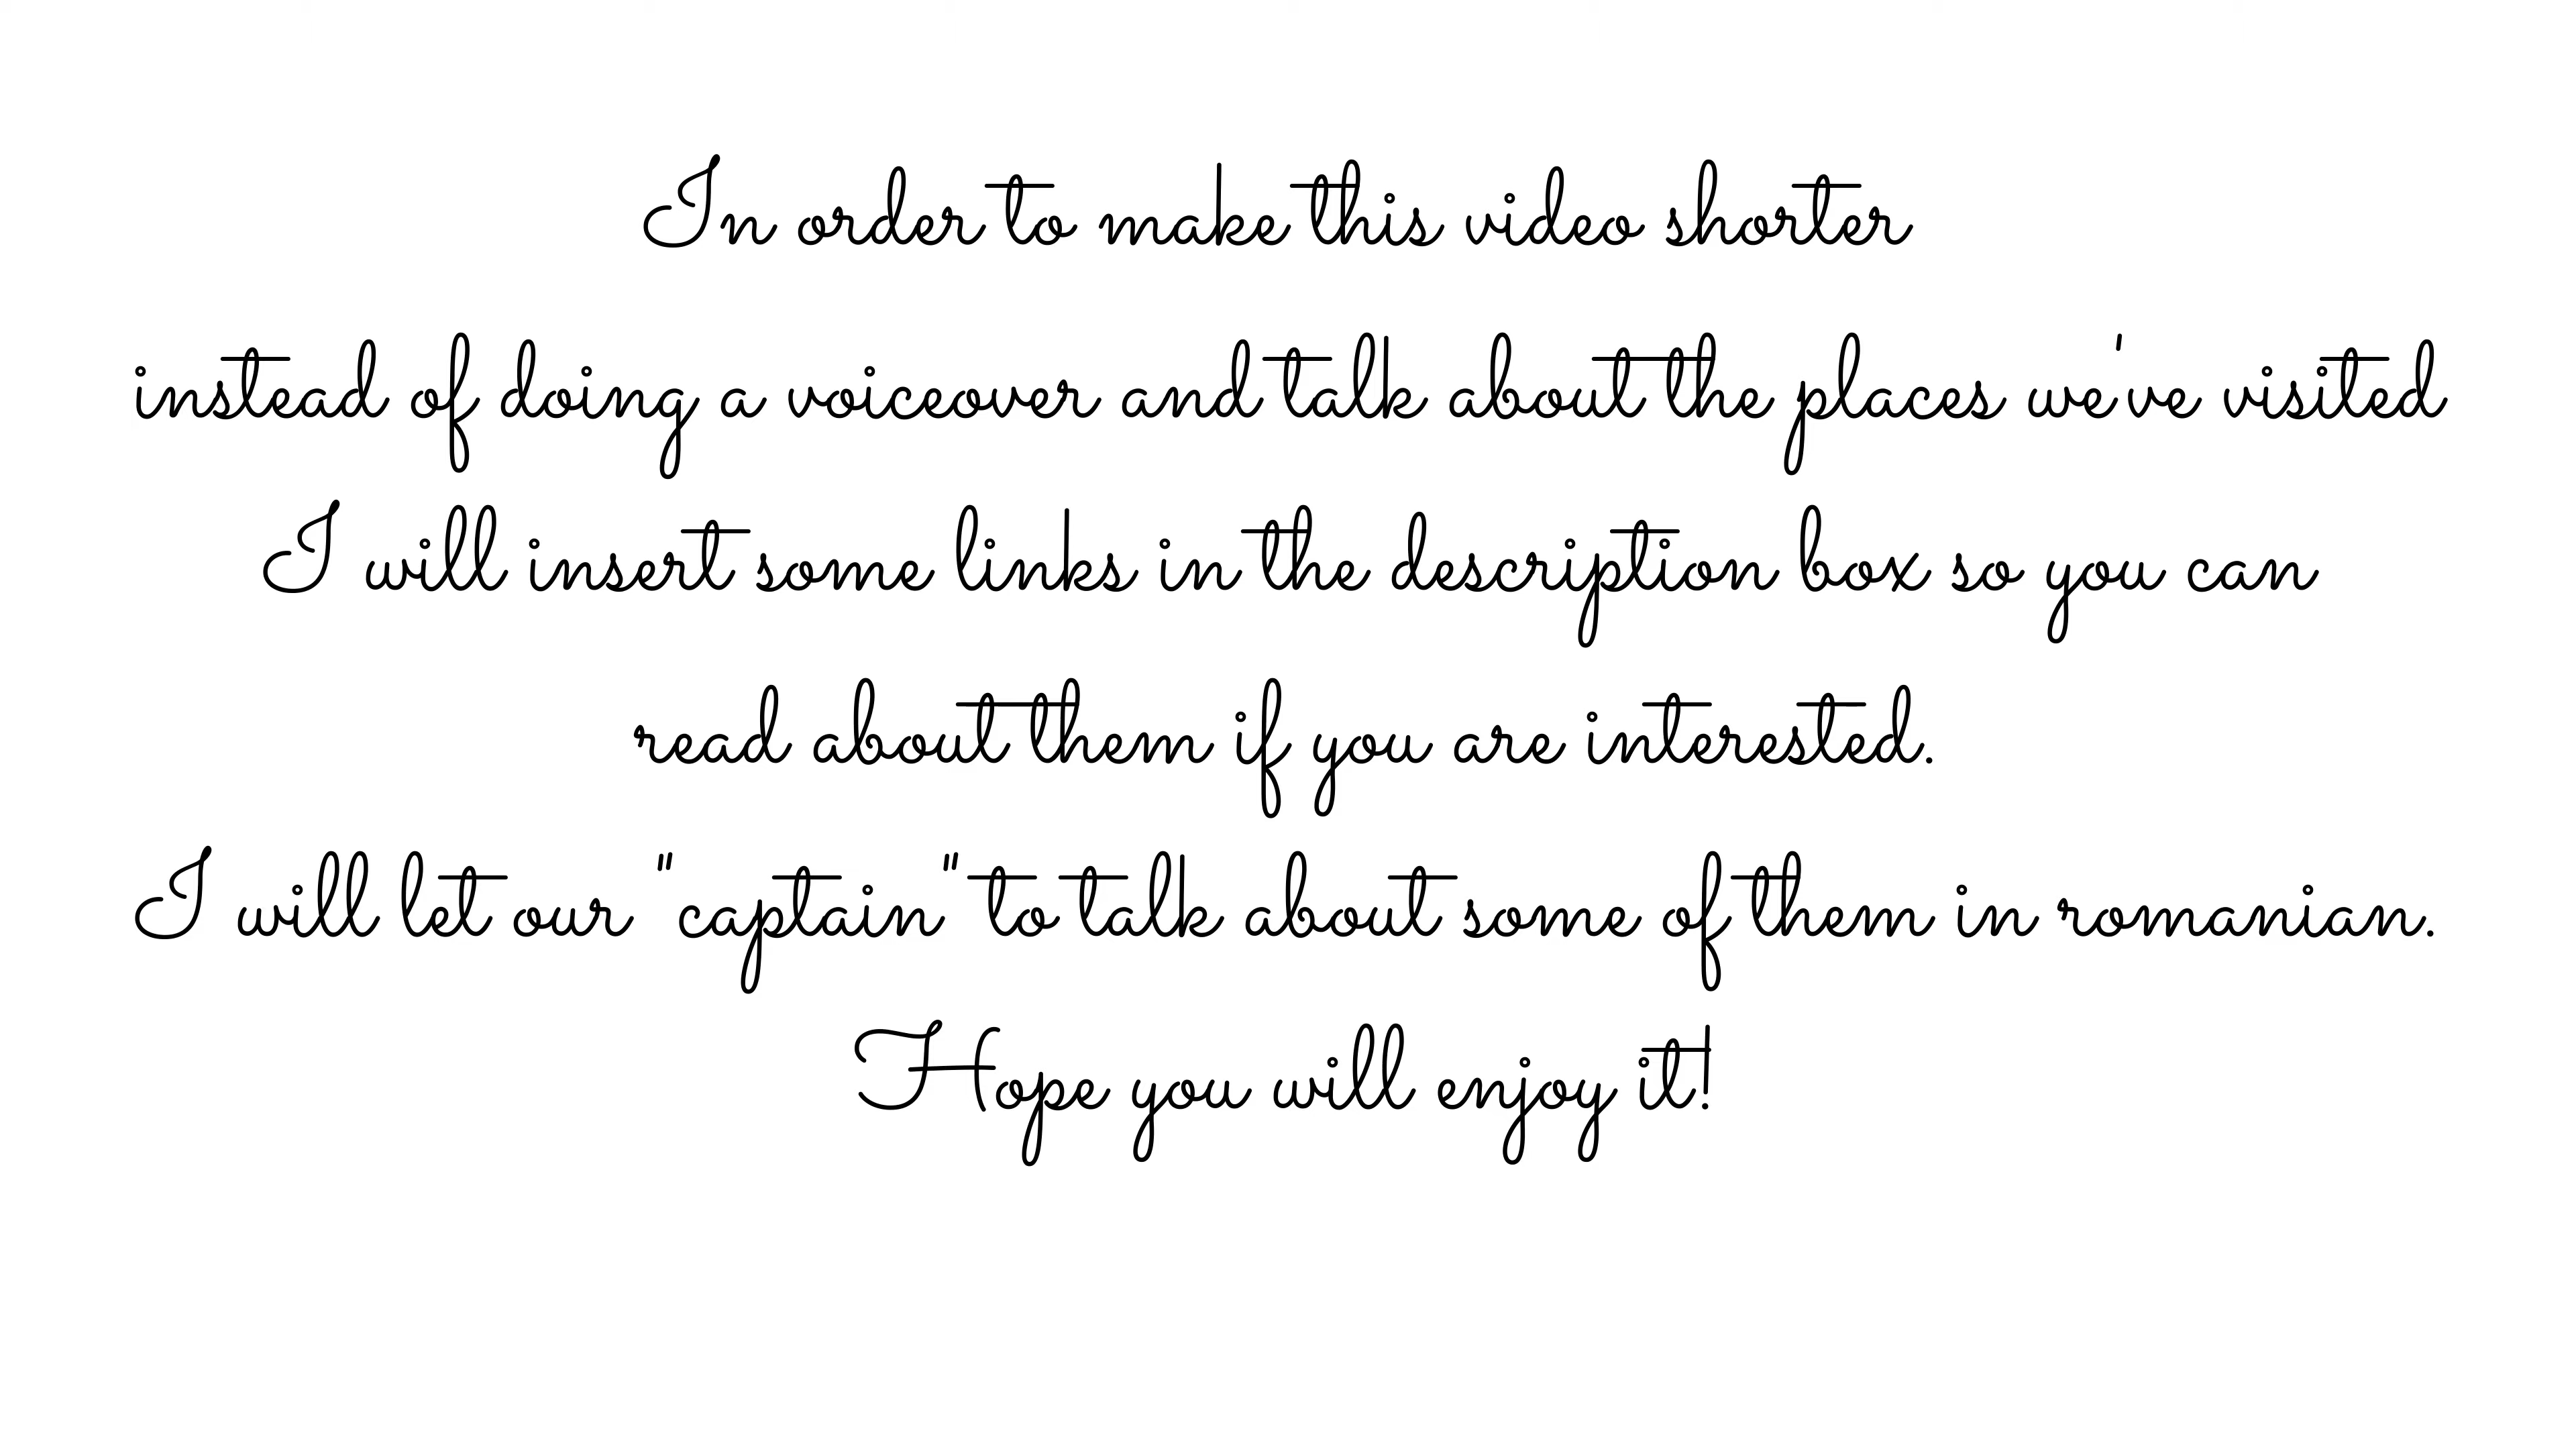 In order to make this video shorter
instead of doing a voiceover and talk about the places we've visited
I will insert some links in the description box so you can
read about them if you are interested.
I will let our "captain" to talk about some of them in romanian.
Hope you will enjoy it!